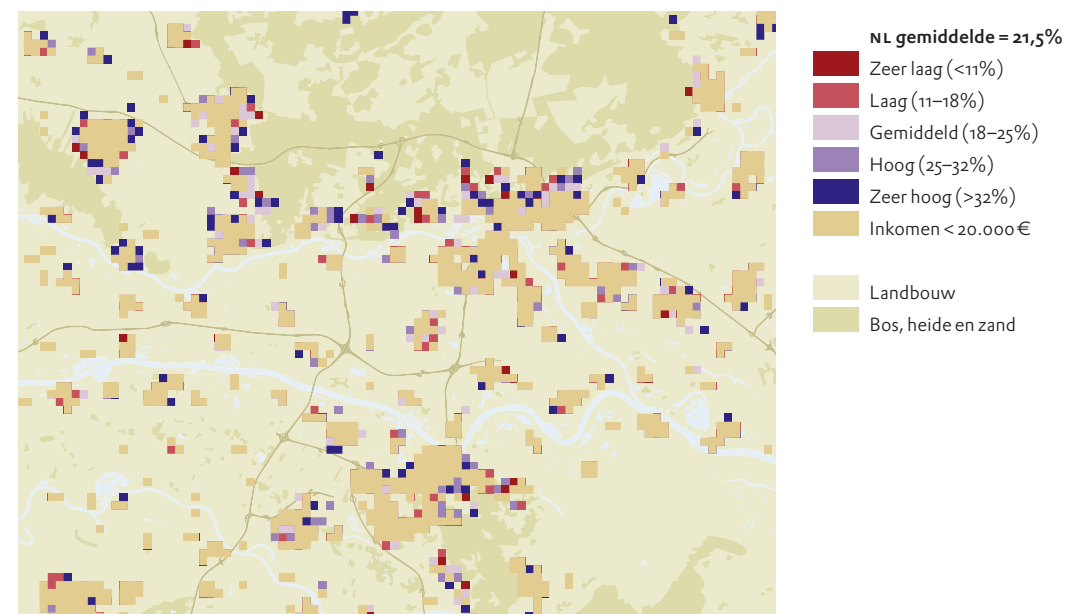 NL gemiddelde = 21,5%
Zeer laag (<11%)
Laag (11–18%)
Gemiddeld (18–25%)
Hoog (25–32%)
Zeer hoog (>32%)
Inkomen < 20.000 €
Landbouw
Bos, heide en zand